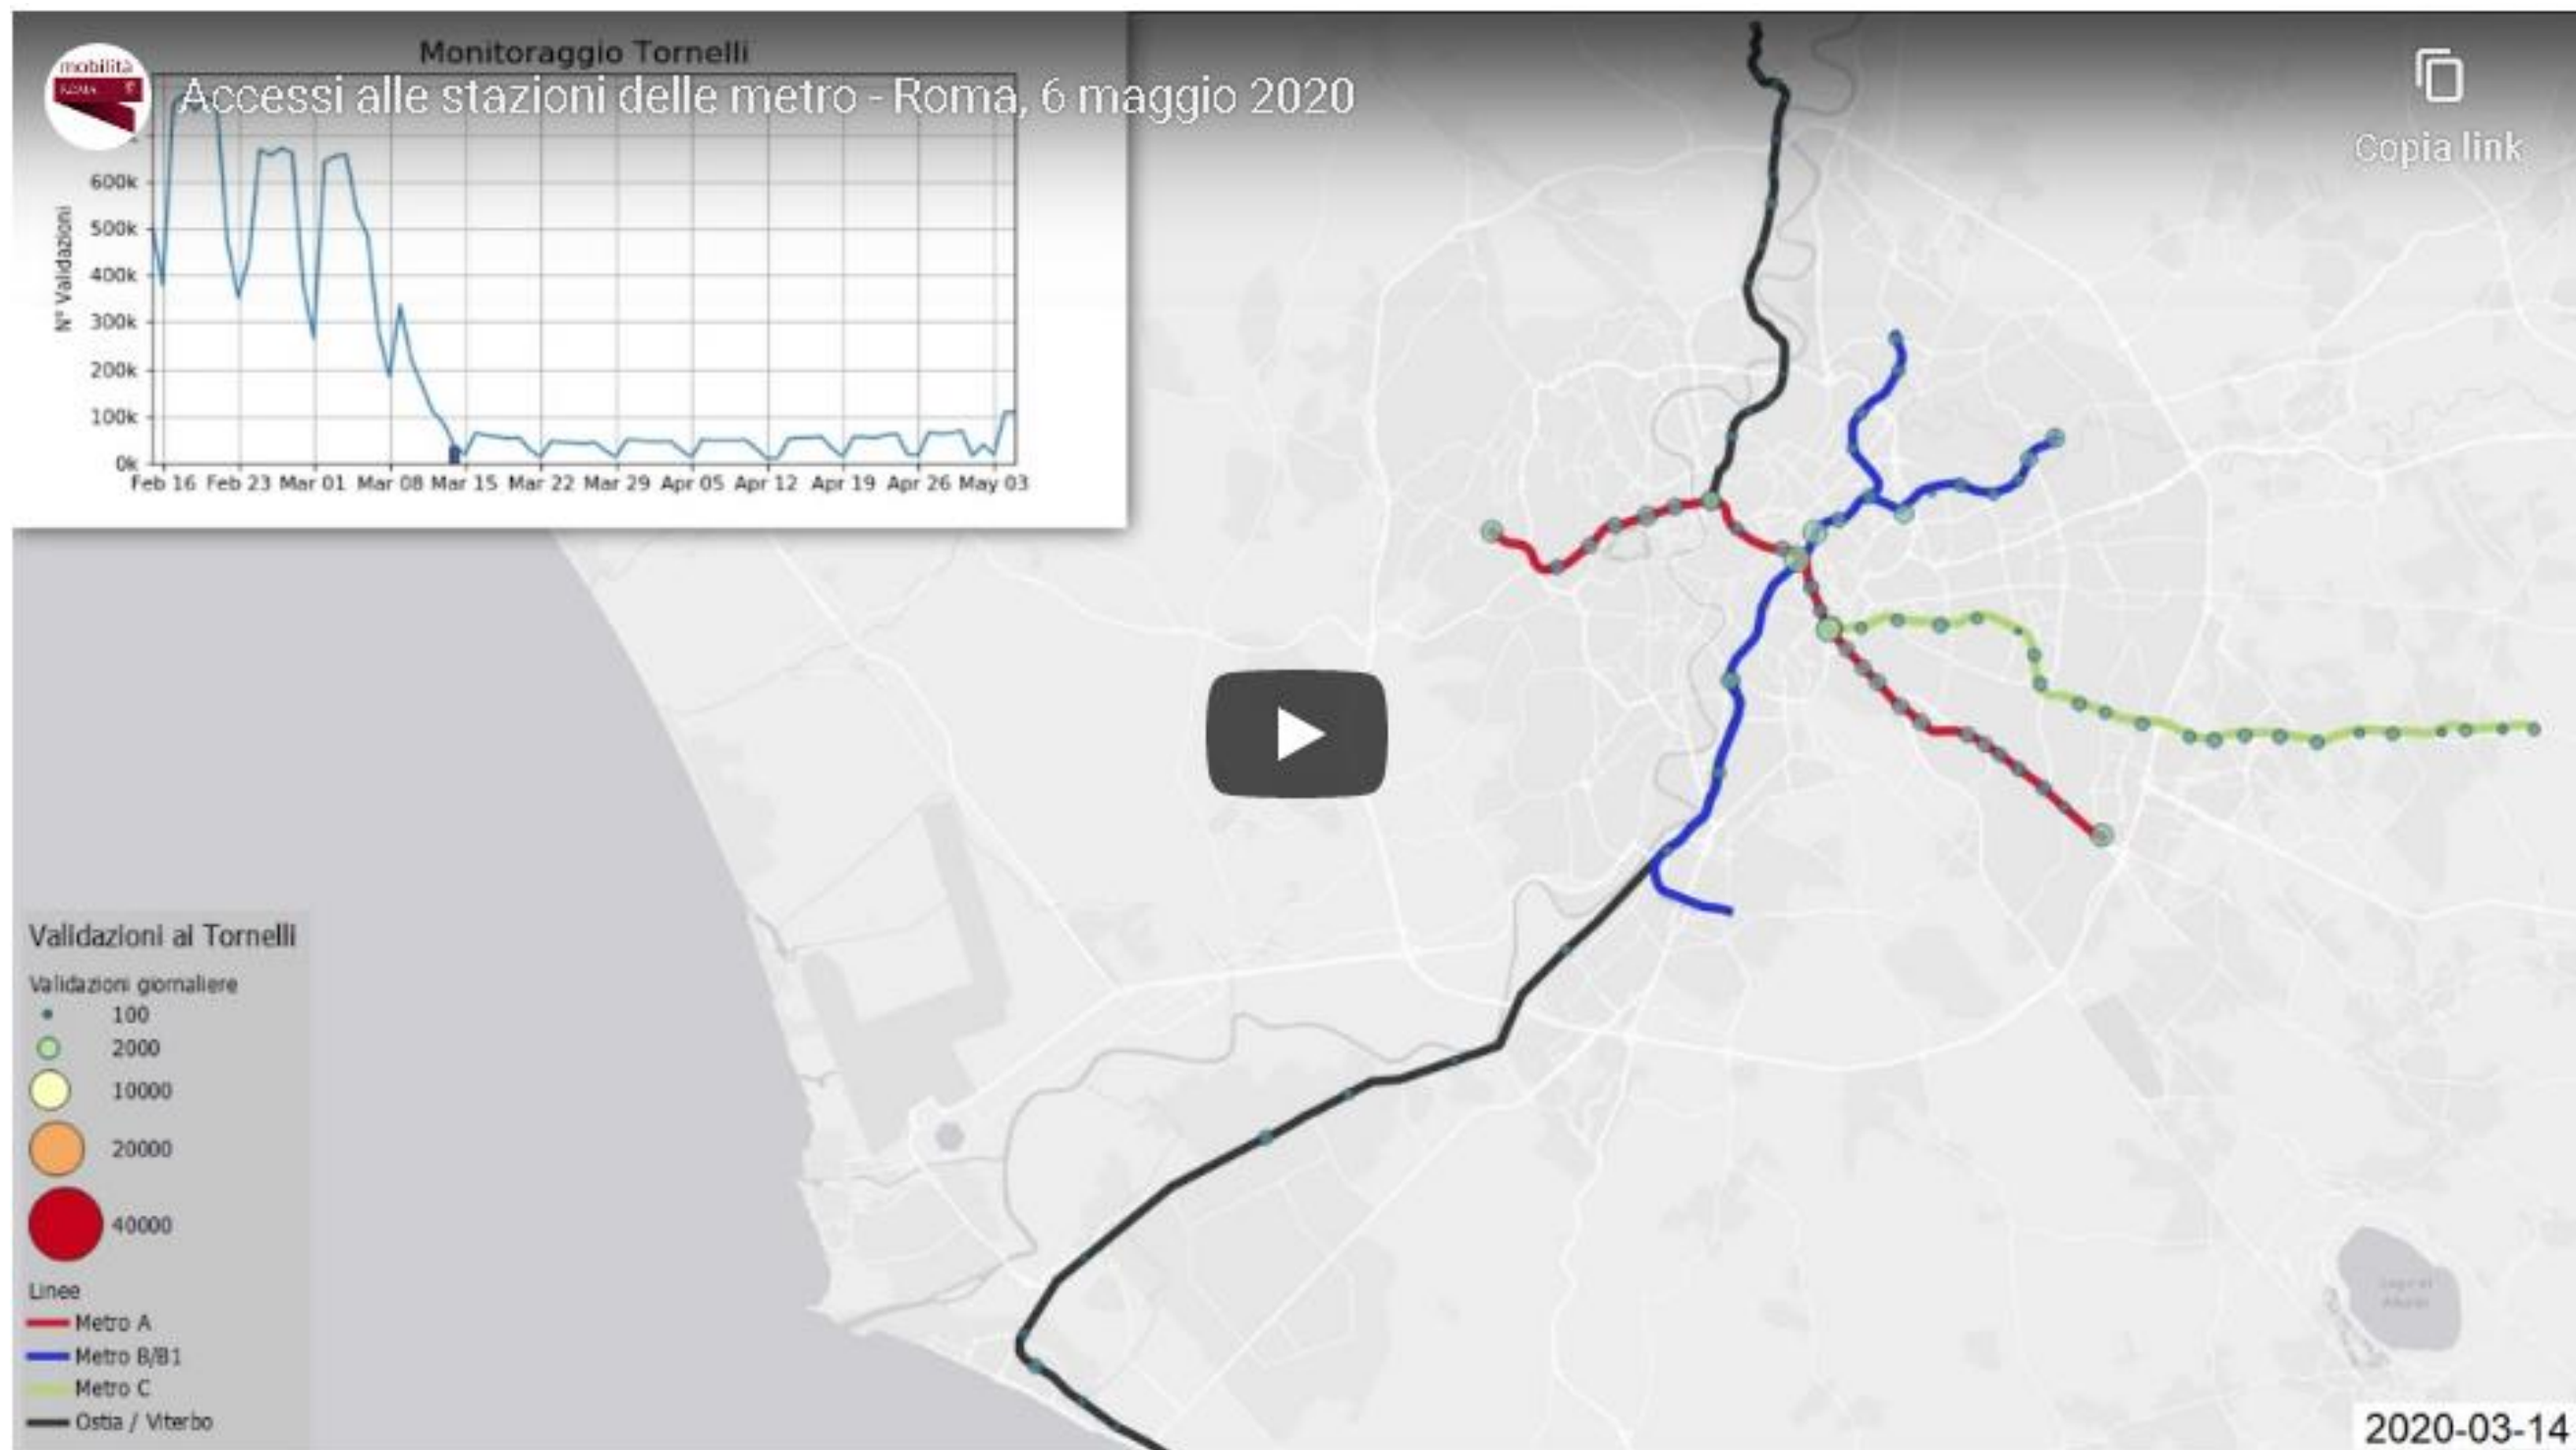 Monitoraggio Tornelli
mobilità
ROMA
Accessi alle stazioni delle metro - Roma, 6 maggio 2020
Copia link
N° Validazioni
600k
500k
400k
300k
200k
100k
0k
Feb 16 Feb 23 Mar 01 Mar 08 Mar 15 Mar 22 Mar 29 Apr 05 Apr 12 Apr 19 Apr 26 May 03
Validazioni ai Tornelli
Validazioni giornaliere
100
2000
10000
20000
40000
Linee
Metro A
Metro B/B1
Metro C
Ostia / Viterbo
2020-03-14